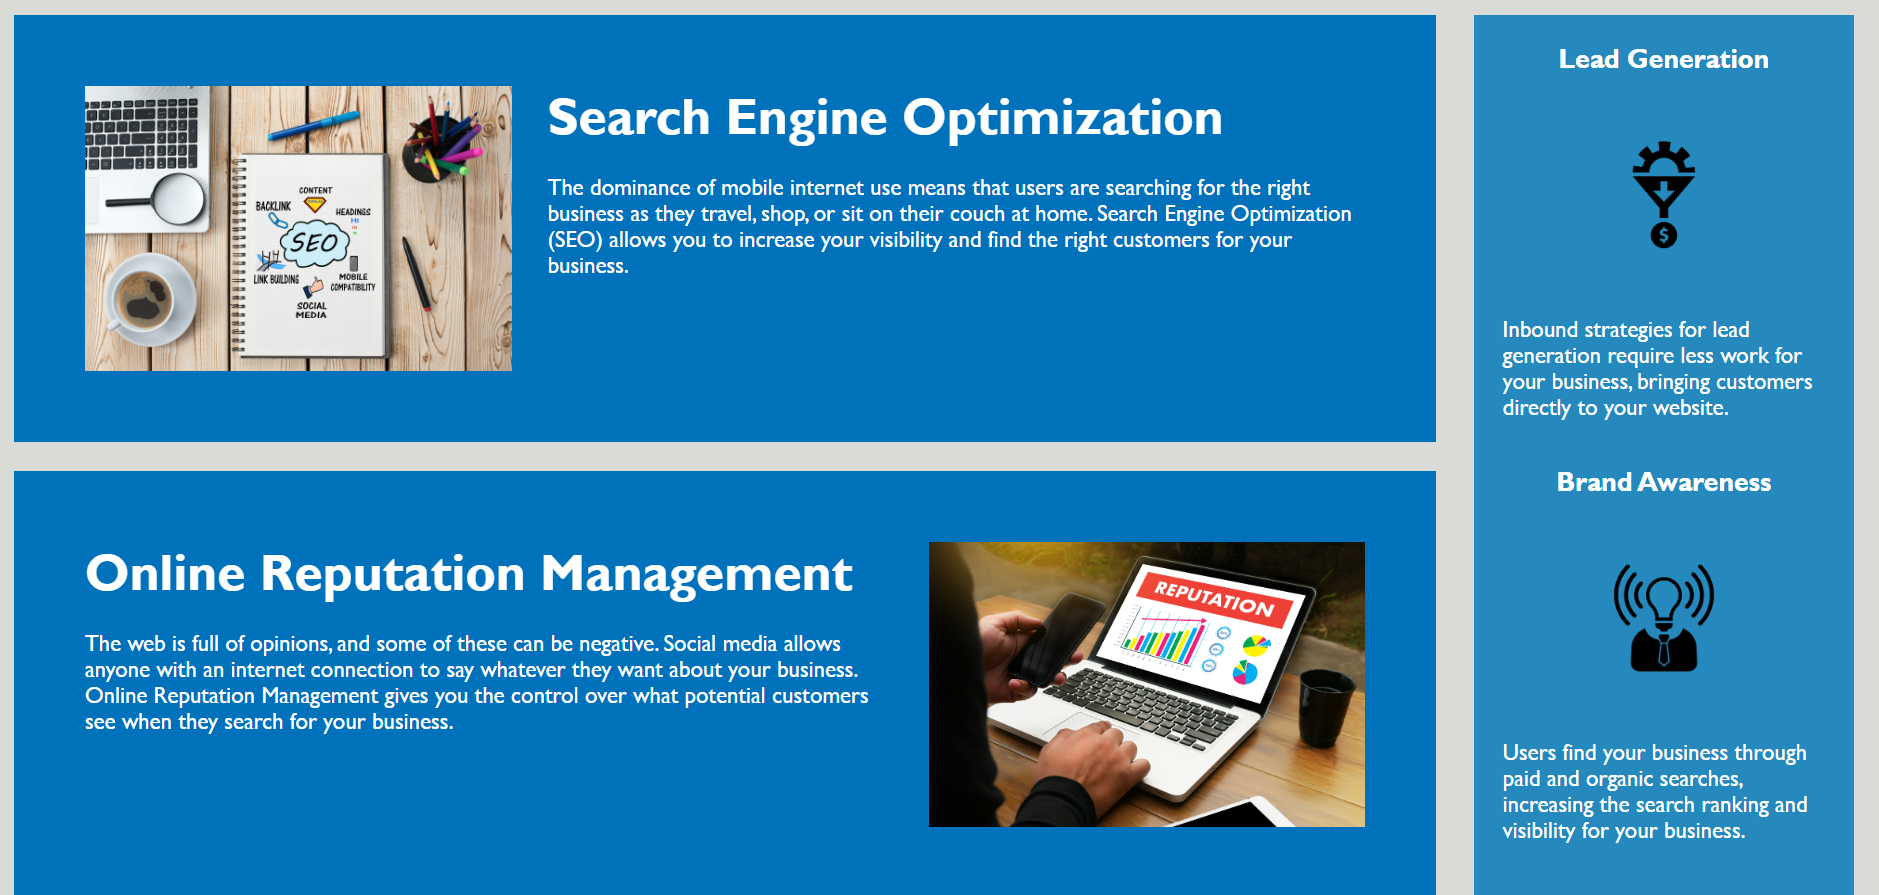 Search Engine Optimization
The dominance of mobile internet use means that users are searching for the right
business as they travel, shop, or sit on their couch at home. Search Engine Optimization
(SEO) allows you to increase your visibility and find the right customers for your
business.
CONTENT
BACKLINK
HEADINGS
H1
SEO
LINK BUILDING
MOBILE
COMPATIBILITY
SOCIAL
MEDIA
Online Reputation Management
The web is full of opinions, and some of these can be negative. Social media allows
anyone with an internet connection to say whatever they want about your business.
Online Reputation Management gives you the control over what potential customers
see when they search for your business.
REPUTATION
Lead Generation
$
Inbound strategies for lead
generation require less work for
your business, bringing customers
directly to your website.
Brand Awareness
Users find your business through
paid and organic searches,
increasing the search ranking and
visibility for your business.